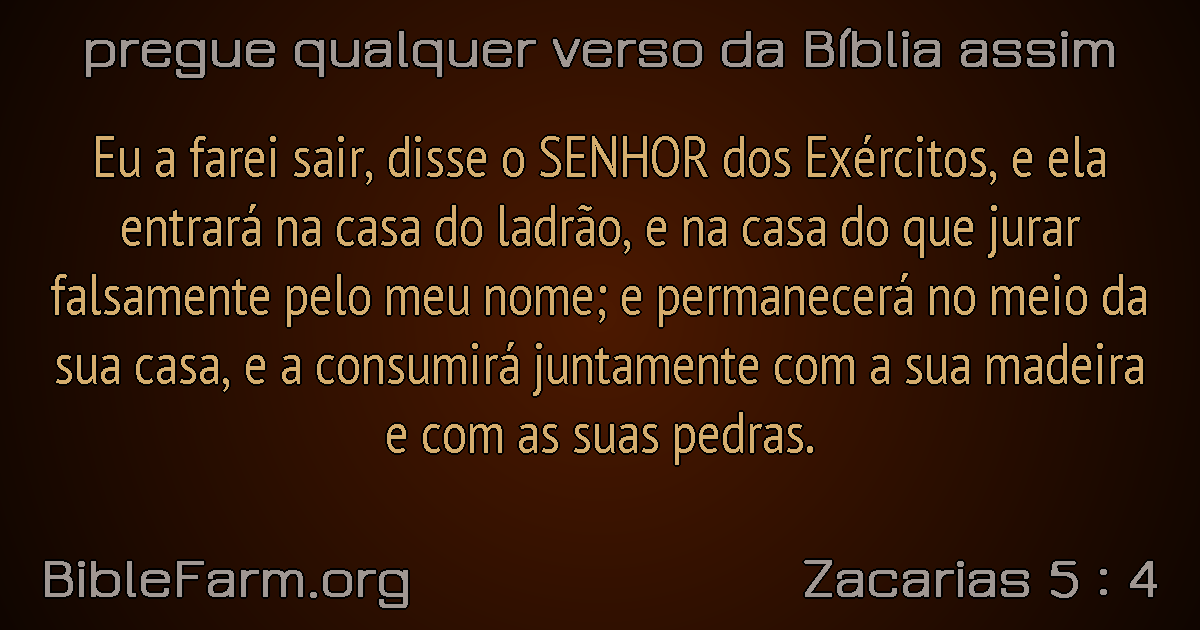 pregue qualquer verso da Bíblia assim
Eu a farei sair, disse o SENHOR dos Exércitos, e ela
entrará na casa do ladrão, e na casa do que jurar
falsamente pelo meu nome; e permanecerá no meio da
sua casa, e a consumirá juntamente com a sua madeira
e com as suas pedras.
BibleFarm.org
Zacarias 5 : 4